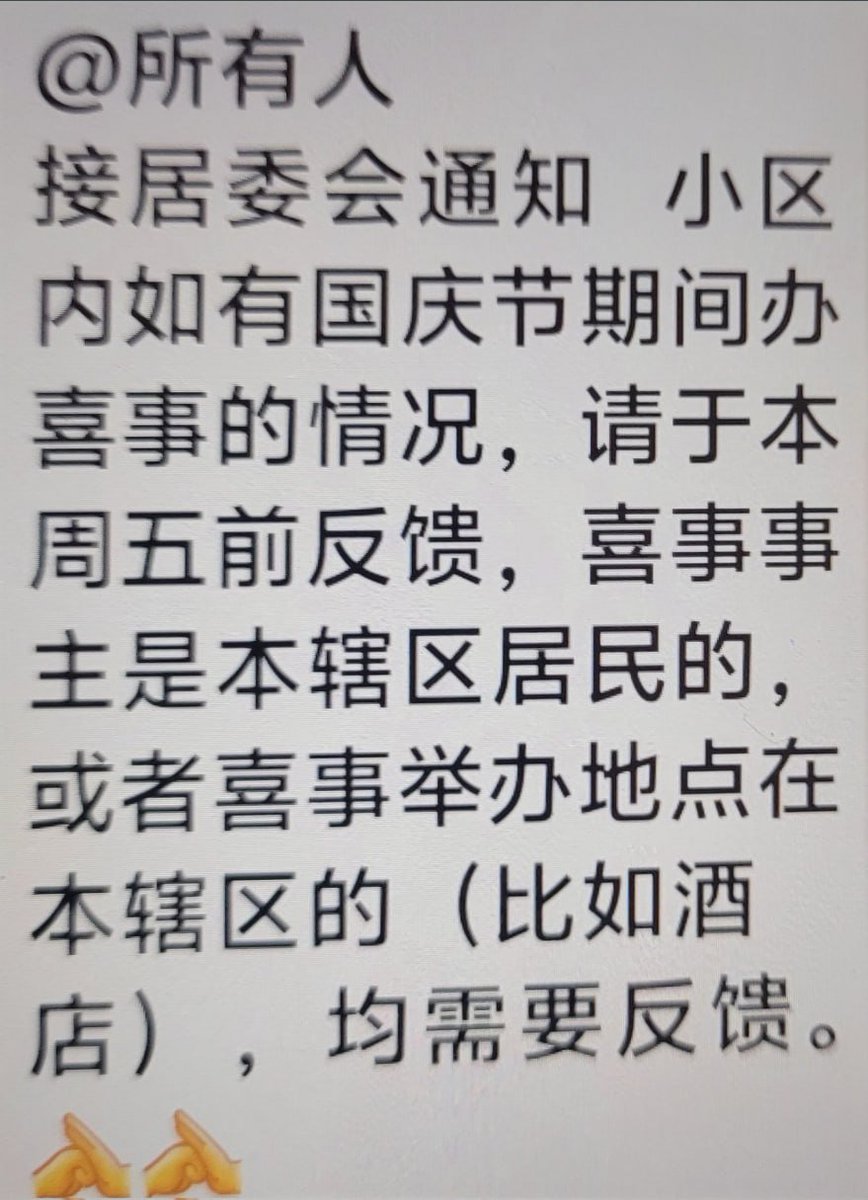 @所有人
接居委会通知 小区
内如有国庆节期间办
喜事的情况，请于本
周五前反馈，喜事事
主是本辖区居民的，
或者喜事举办地点在
本辖区的（比如酒
店），均需要反馈。